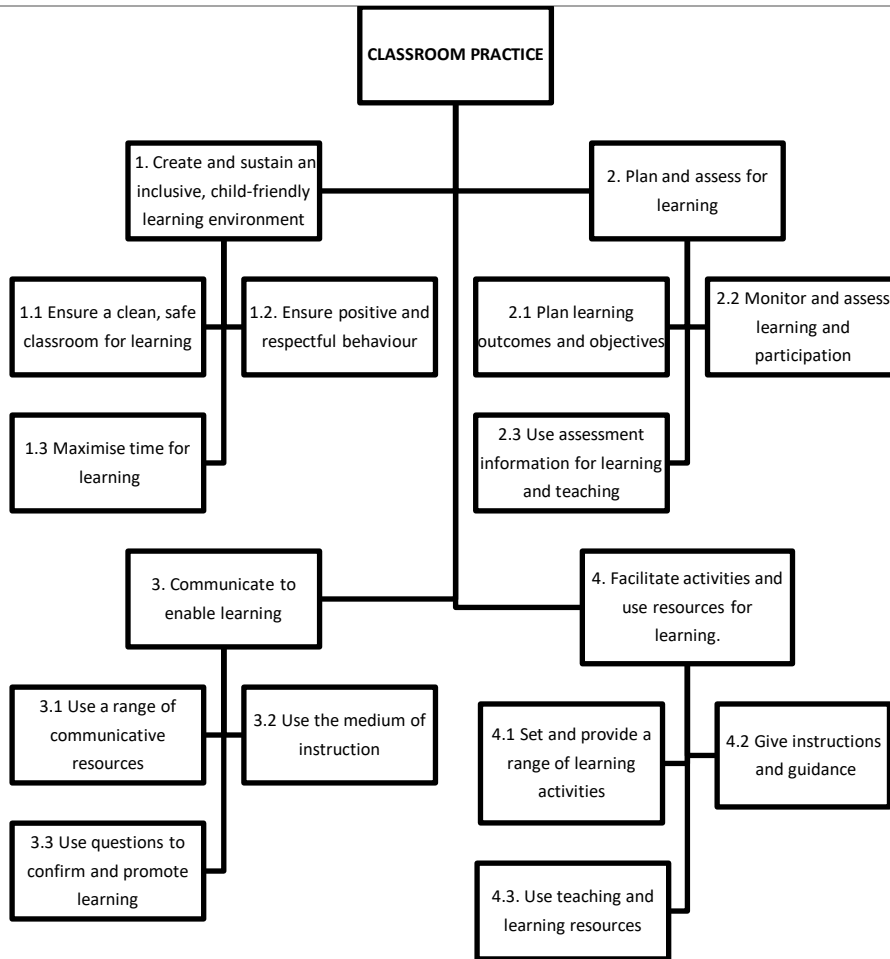 CLASSROOM PRACTICE
1. Create and sustain an
inclusive, child-friendly
learning environment
2. Plan and assess for
learning
1.1 Ensure a clean, safe
classroom for learning
1.2. Ensure positive and
respectful behaviour
2.1 Plan learning
outcomes and objectives
2.2 Monitor and assess
learning and
participation
1.3 Maximise time for
learning
2.3 Use assessment
information for learning
and teaching
3. Communicate to
enable learning
4. Facilitate activities and
use resources for
learning.
3.1 Use a range of
communicative
resources
3.2 Use the medium of
instruction
4.1 Set and provide a
range of learning
activities
4.2 Give instructions
and guidance
3.3 Use questions to
confirm and promote
learning
4.3. Use teaching and
learning resources